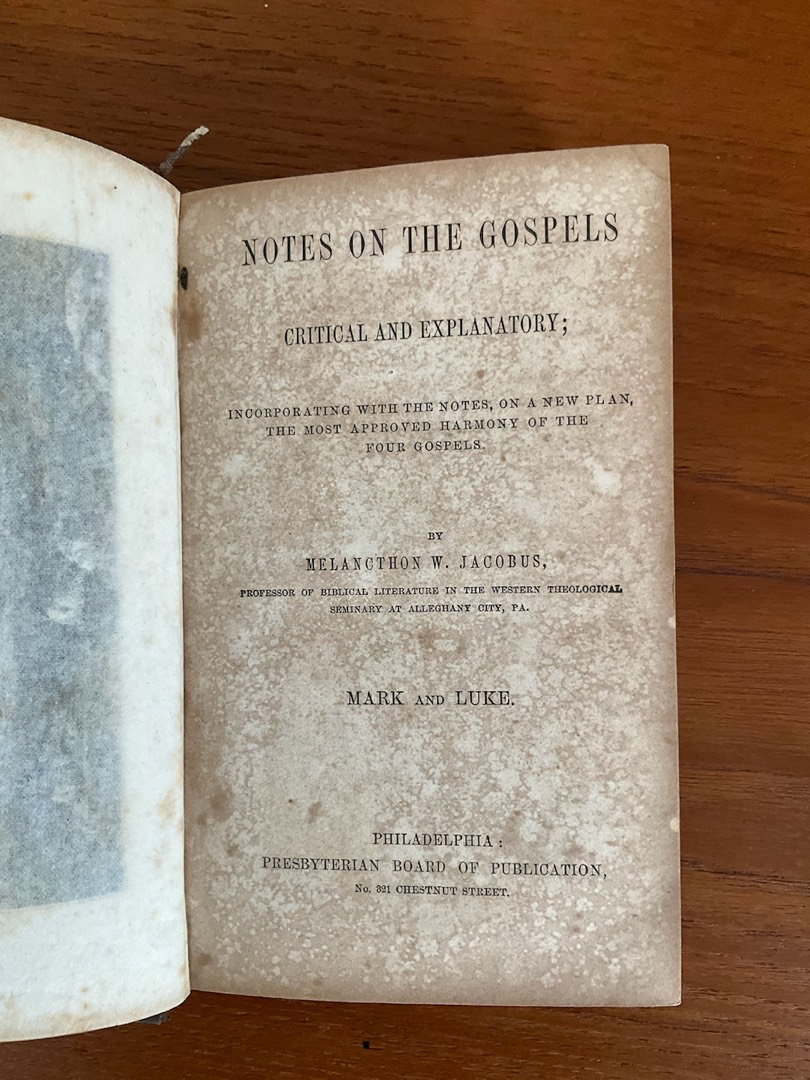 NOTES ON THE GOSPELS
CRITICAL AND EXPLANATORY;
INCORPORATING WITH THE NOTES, ON A NEW PLAN,
THE MOST APPROVED HARMONY OF THE
FOUR GOSPELS.
BY
MELANCTHON W. JACOBUS,
PROFESSOR OF BIBLICAL LITERATURE IN THE WESTERN THEOLOGICAL
SEMINARY AT ALLEGHANY CITY, PA.
MARK AND LUKE.
PHILADELPHIA:
PRESBYTERIAN BOARD OF PUBLICATION,
No. 321 CHESTNUT STREET.